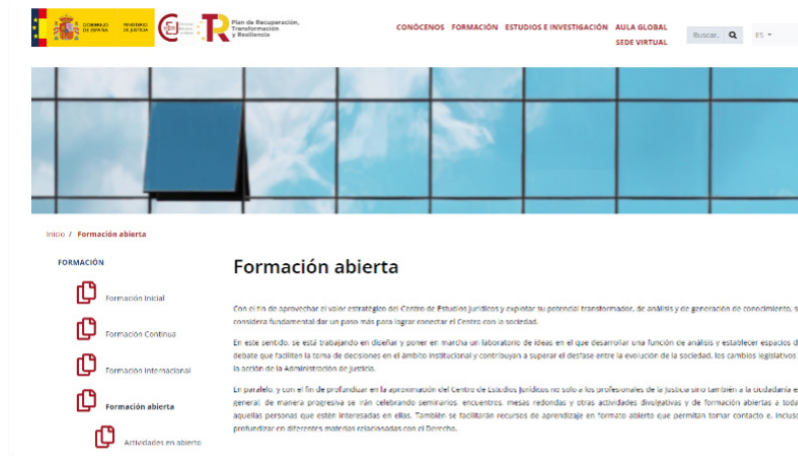 GOBIERNO DE ESPAÑA
MINISTERIO DE JUSTICIA
Plan de Recuperación,
Transformación
y Resiliencia
CONÓCENOS FORMACIÓN ESTUDIOS E INVESTIGACIÓN AULA GLOBAL
SEDE VIRTUAL
Buscar.
ES
Inicio / Formación abierta
FORMACIÓN
Formación Inicial
Formación Continua
Formación Internacional
Formación abierta
Actividades en abierto
Formación abierta
Con el fin de aprovechar el valor estratégico del Centro de Estudios Jurídicos y explotar su potencial transformador, de análisis y de generación de conocimiento, s
considera fundamental dar un paso más para lograr conectar el Centro con la sociedad.
En este sentido, se está trabajando en diseñar y poner en marcha un laboratorio de ideas en el que desarrollar una función de análisis y establecer espacios d
debate que faciliten la toma de decisiones en el ámbito institucional y contribuyan a superar el desfase entre la evolución de la sociedad, los cambios legislativos
la acción de la Administración de Justicia.
En paralelo, y con el fin de profundizar en la aproximación del Centro de Estudios Jurídicos no solo a los profesionales de la Justicia sino también a la ciudadanía e
general, de manera progresiva se irán celebrando seminarios, encuentros, mesas redondas y otras actividades divulgativas y de formación abiertas a toda
aquellas personas que estén interesadas en ellas. También se facilitarán recursos de aprendizaje en formato abierto que permitan tomar contacto e, inclus
profundizar en diferentes materias relacionadas con el Derecho.